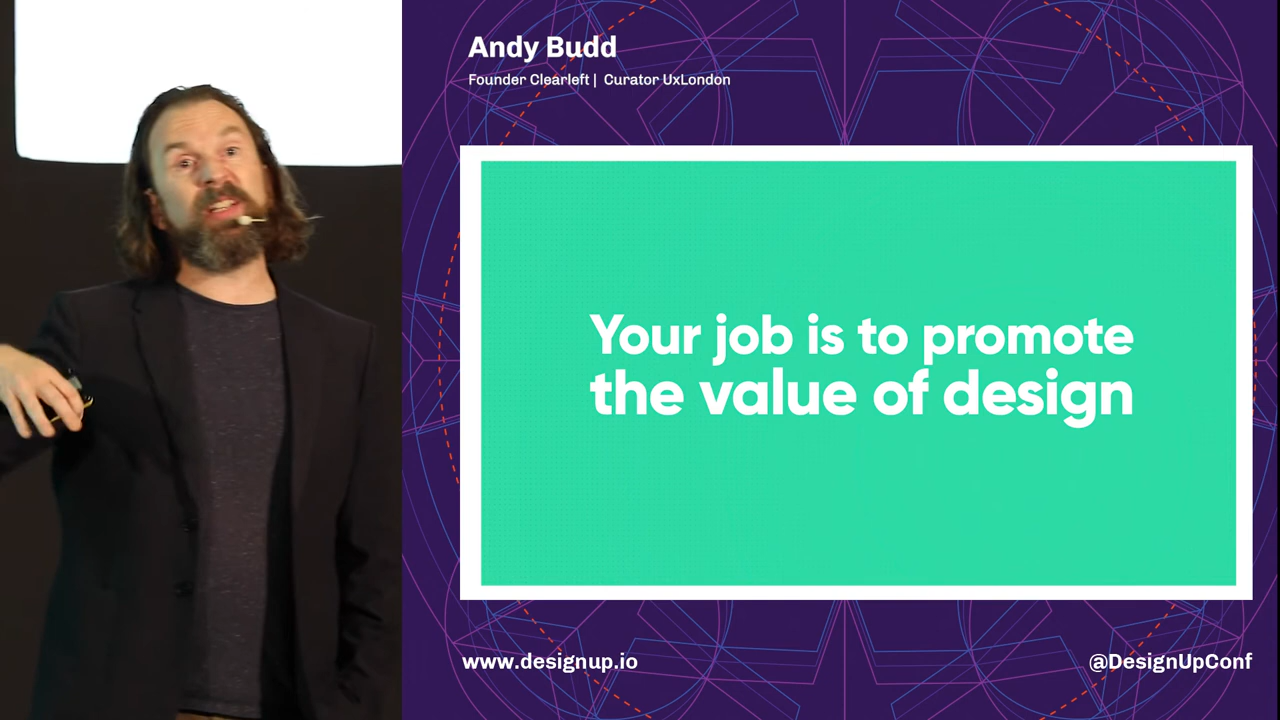 Andy Budd
Founder Clearleft | Curator UxLondon
Your job is to promote
the value of design
www.designup.io
@DesignUpConf